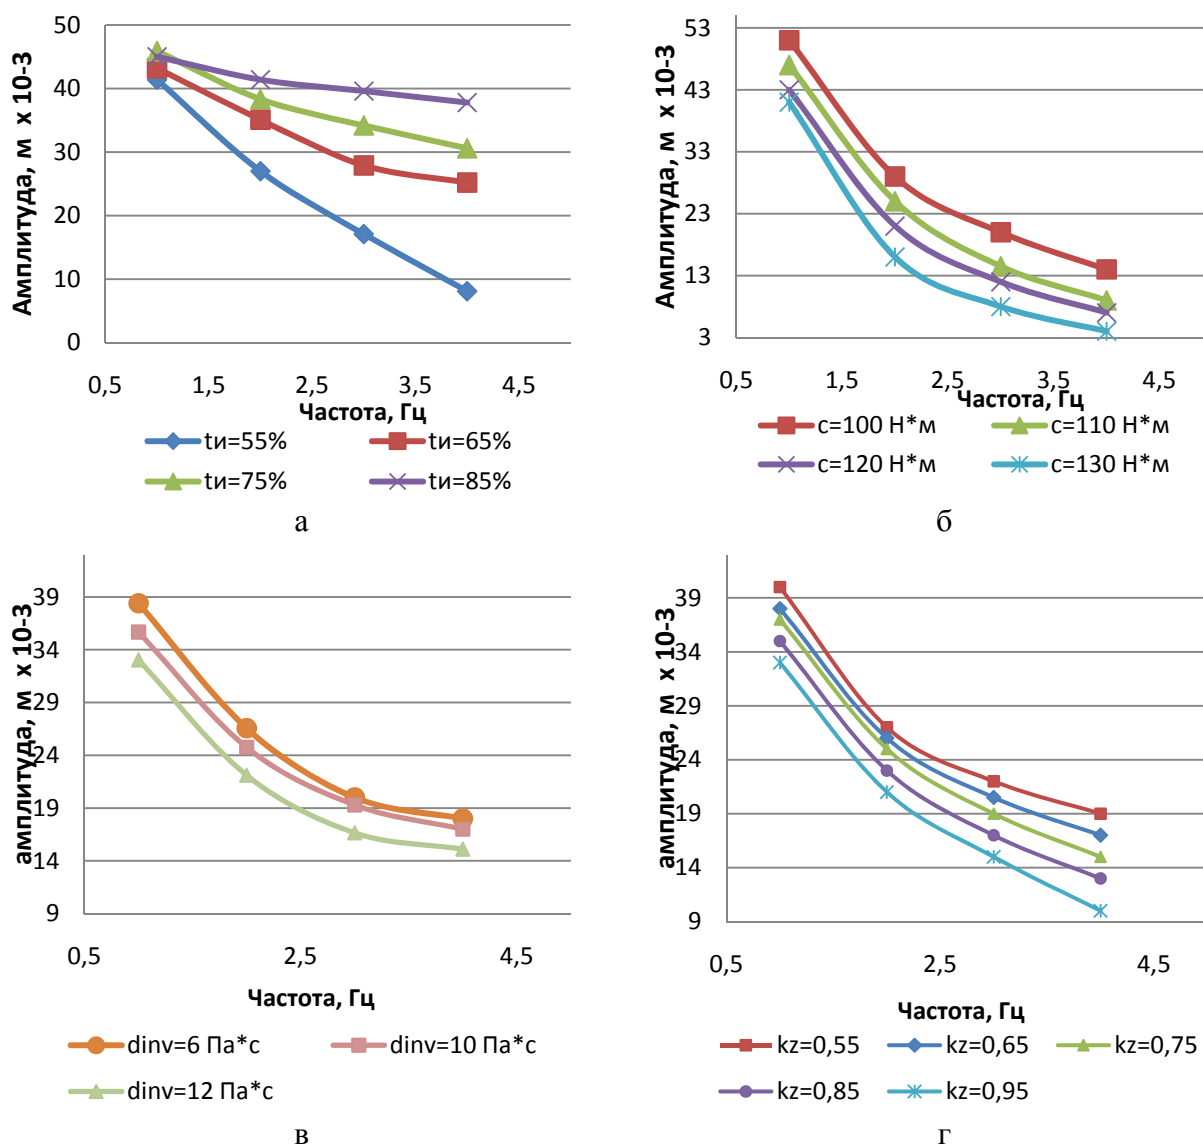 Амплитуда, м х 10-3
50
40
30
20
10
0
0,5 1,5 2,5 3,5 4,5
Частота, Гц
tи=55% tи=65%
tи=75% tи=85%
а
Амплитуда, м х 10-3
53
43
33
23
13
3
0,5 1,5 2,5 3,5 4,5
Частота, Гц
с=100 Н*м с=110 Н*м
с=120 Н*м с=130 Н*м
б
амплитуда, м х 10-3
39
34
29
24
19
14
9
0,5 2,5 4,5
Частота, Гц
dinv=6 Па*с dinv=10 Па*с
dinv=12 Па*с
в
амплитуда, м х 10-3
39
34
29
24
19
14
9
0,5 2,5 4,5
Частота, Гц
kz=0,55 kz=0,65 kz=0,75
kz=0,85 kz=0,95
г